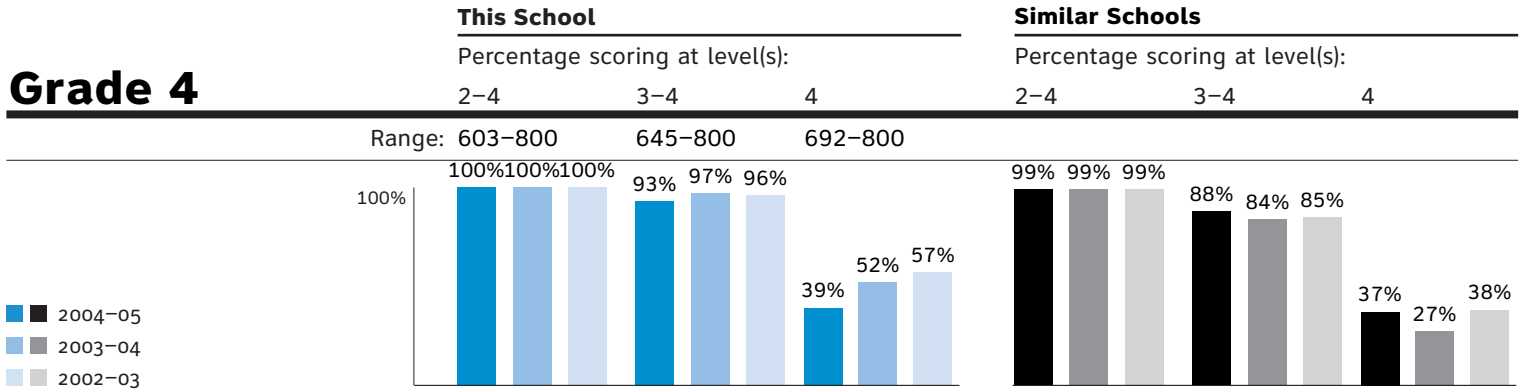 This School
Similar Schools
Percentage scoring at level(s):
Percentage scoring at level(s):
Grade 4
2–4 3–4 4
2–4 3–4 4
Range: 603–800 645–800 692–800
100%
100% 100% 100% 93% 97% 96% 39% 52% 57%
99% 99% 99% 88% 84% 85% 37% 27% 38%
2004–05
2003–04
2002–03